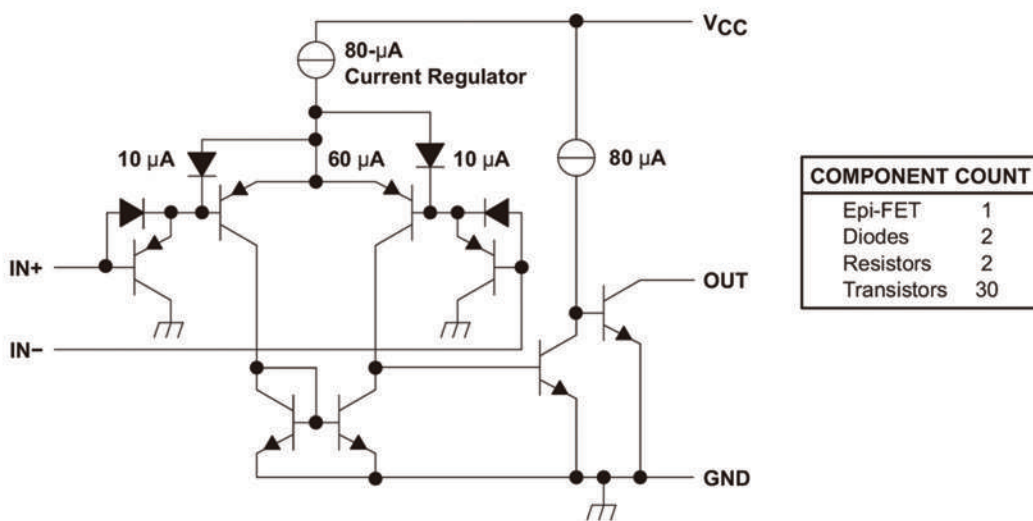 VCC
80-µA
Current Regulator
10 µA
60 µA
10 µA
80 µA
COMPONENT COUNT
Epi-FET 1
Diodes 2
Resistors 2
Transistors 30
IN+
OUT
IN−
GND